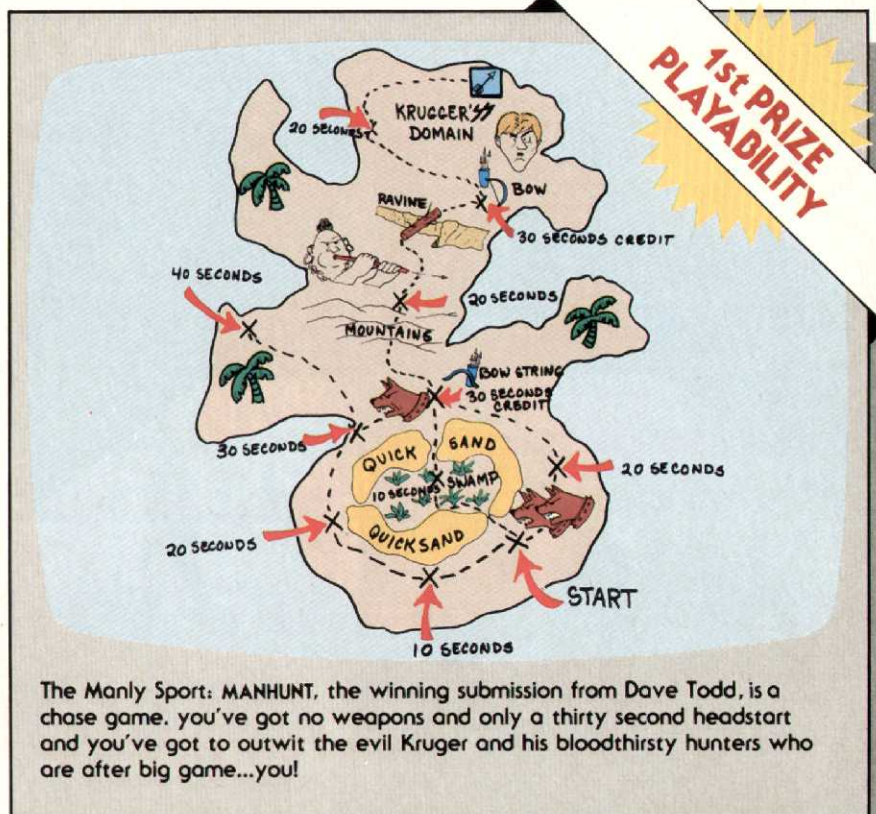 1st PRIZE
PLAYABILITY
KRUGGER'S
DOMAIN
20 SECONDS
BOW
RAVINE
30 SECONDS CREDIT
40 SECONDS
20 SECONDS
MOUNTAINS
BOW STRING
30 SECONDS
CREDIT
30 SECONDS
QUICK
SAND
20 SECONDS
10 SECONDS
SWAMP
20 SECONDS
QUICKSAND
START
10 SECONDS
The Manly Sport: MANHUNT, the winning submission from Dave Todd, is a
chase game. you've got no weapons and only a thirty second headstart
and you've got to outwit the evil Kruger and his bloodthirsty hunters who
are after big game...you!